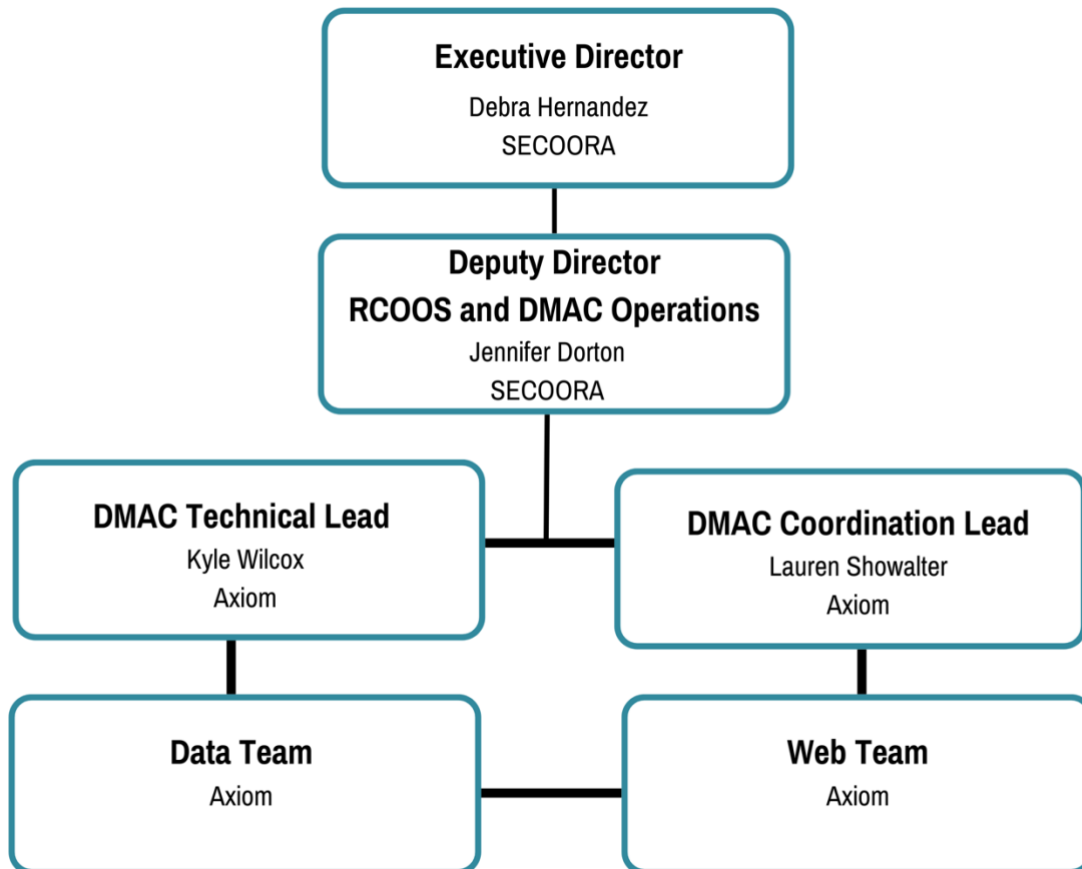 Executive Director
Debra Hernandez
SECOORA
Deputy Director
RCOOS and DMAC Operations
Jennifer Dorton
SECOORA
DMAC Technical Lead
Kyle Wilcox
Axiom
DMAC Coordination Lead
Lauren Showalter
Axiom
Data Team
Axiom
Web Team
Axiom